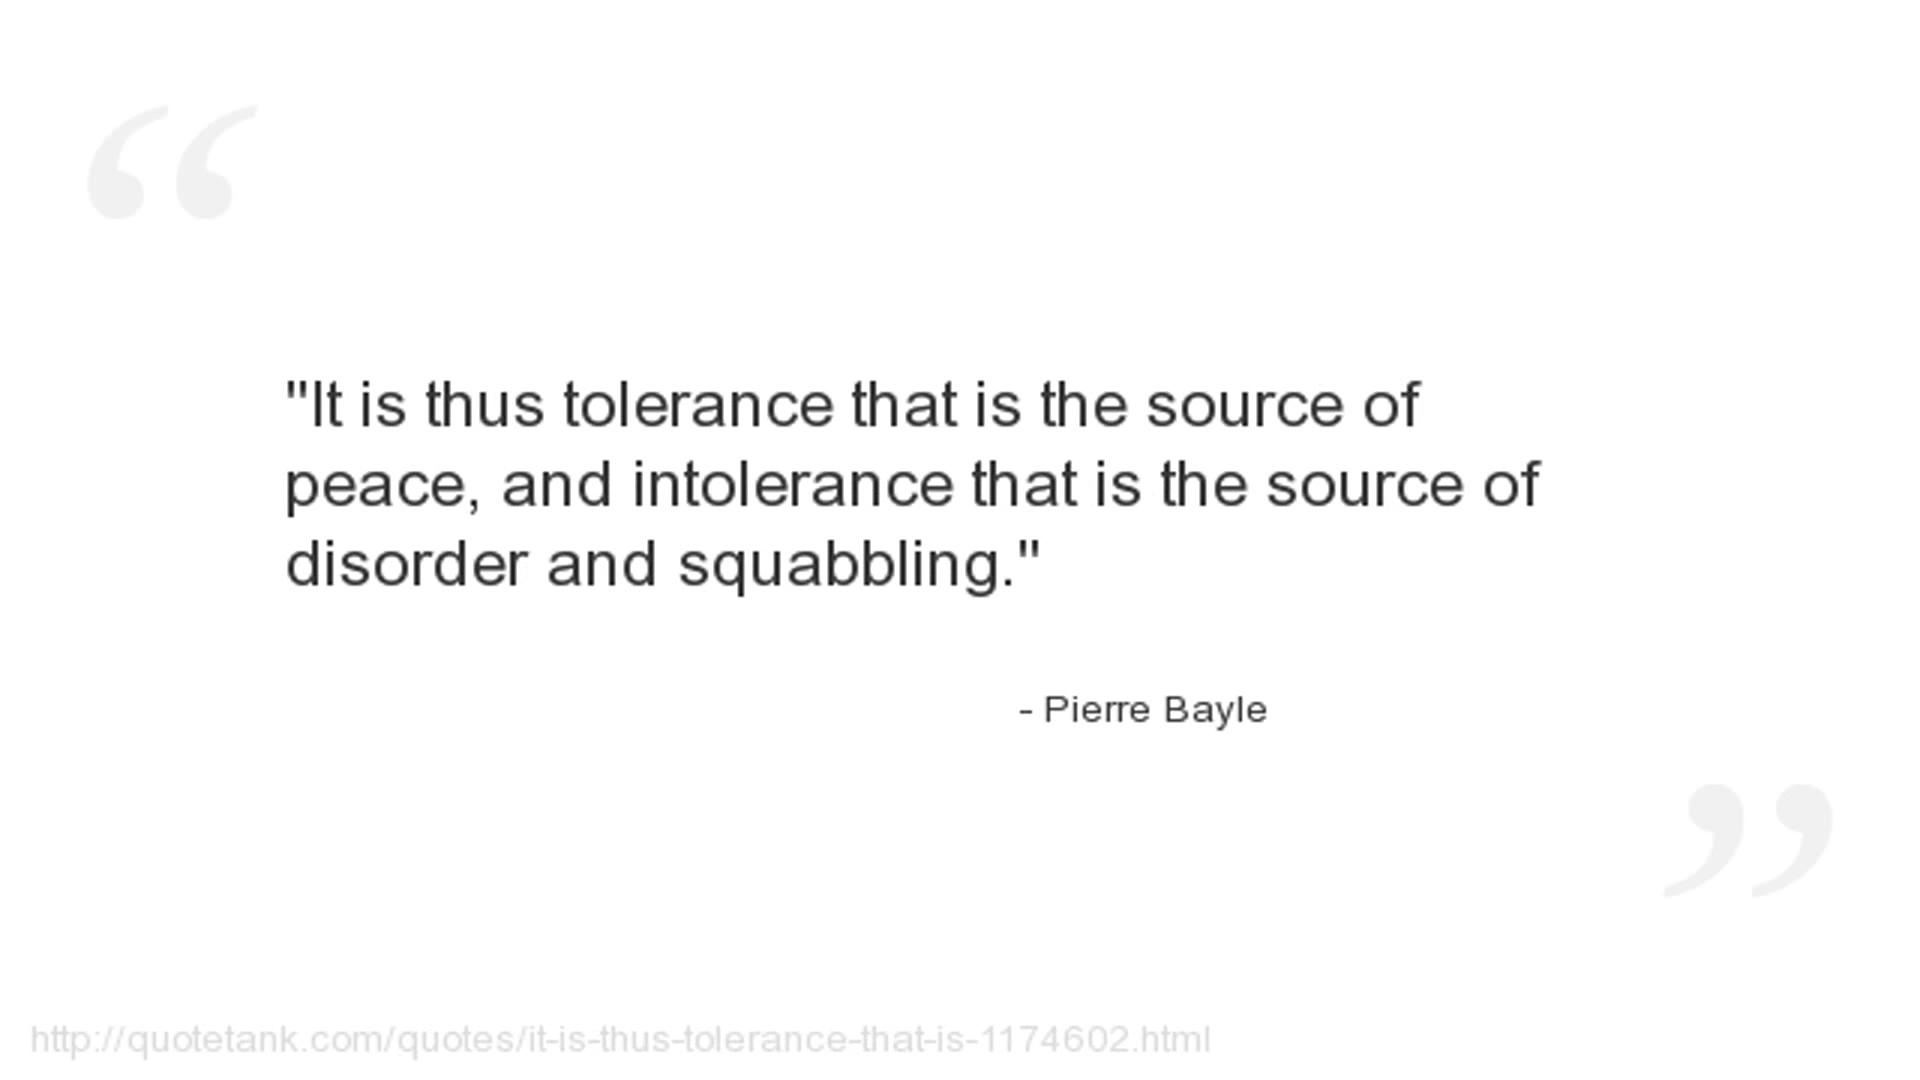 "It is thus tolerance that is the source of
peace, and intolerance that is the source of
disorder and squabbling."
- Pierre Bayle
http://quotetank.com/quotes/it-is-thus-tolerance-that-is-1174602.html